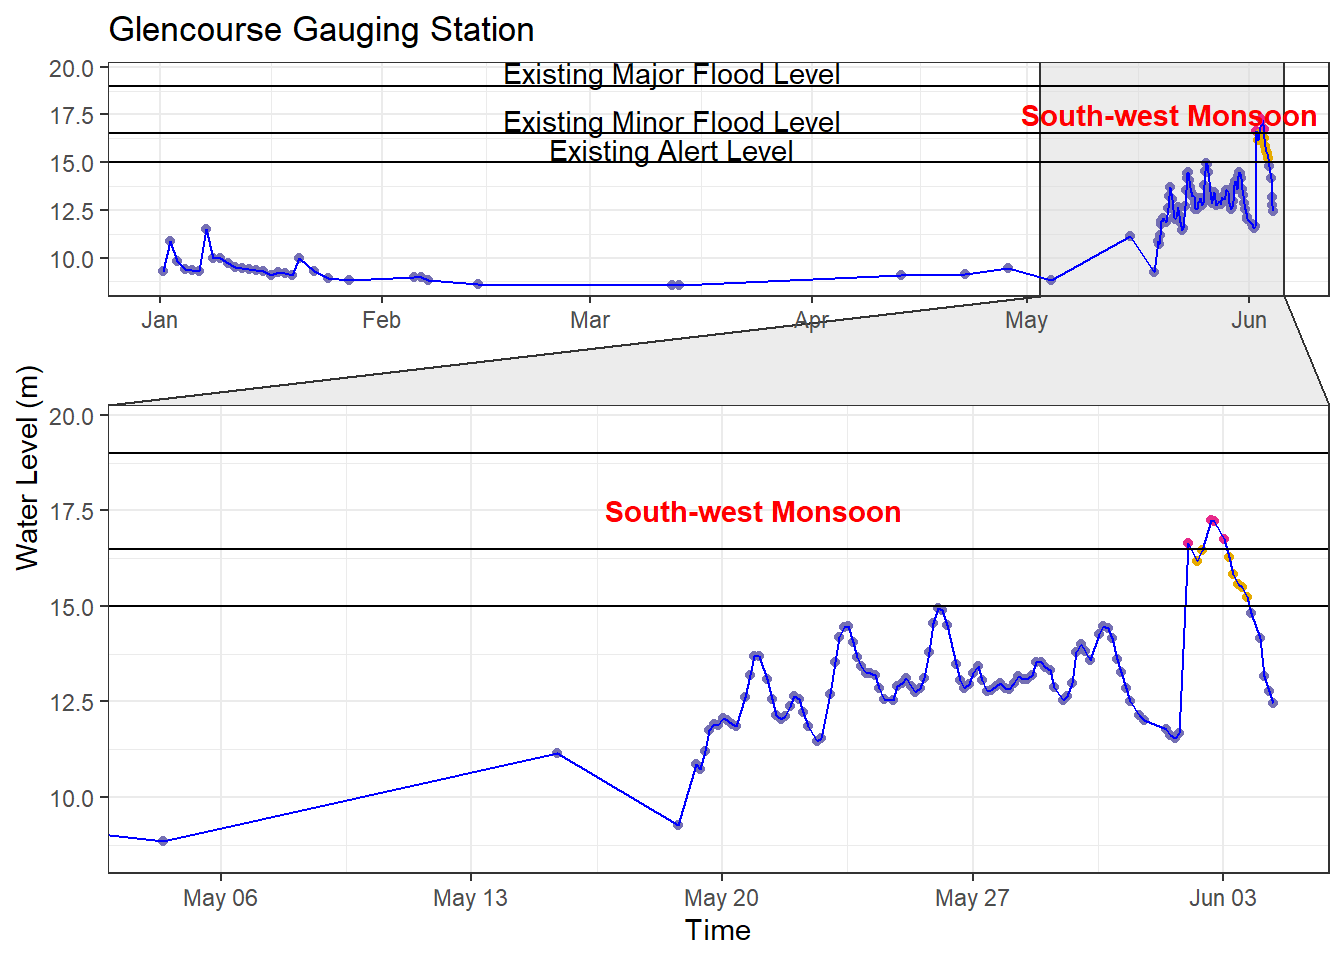 Glencourse Gauging Station
20.0
17.5
15.0
12.5
10.0
Existing Major Flood Level
South-west Monsoon
Existing Minor Flood Level
Existing Alert Level
Jan Feb Mar Apr May Jun
Water Level (m)
20.0
17.5
15.0
12.5
10.0
South-west Monsoon
May 06 May 13 May 20 May 27 Jun 03
Time